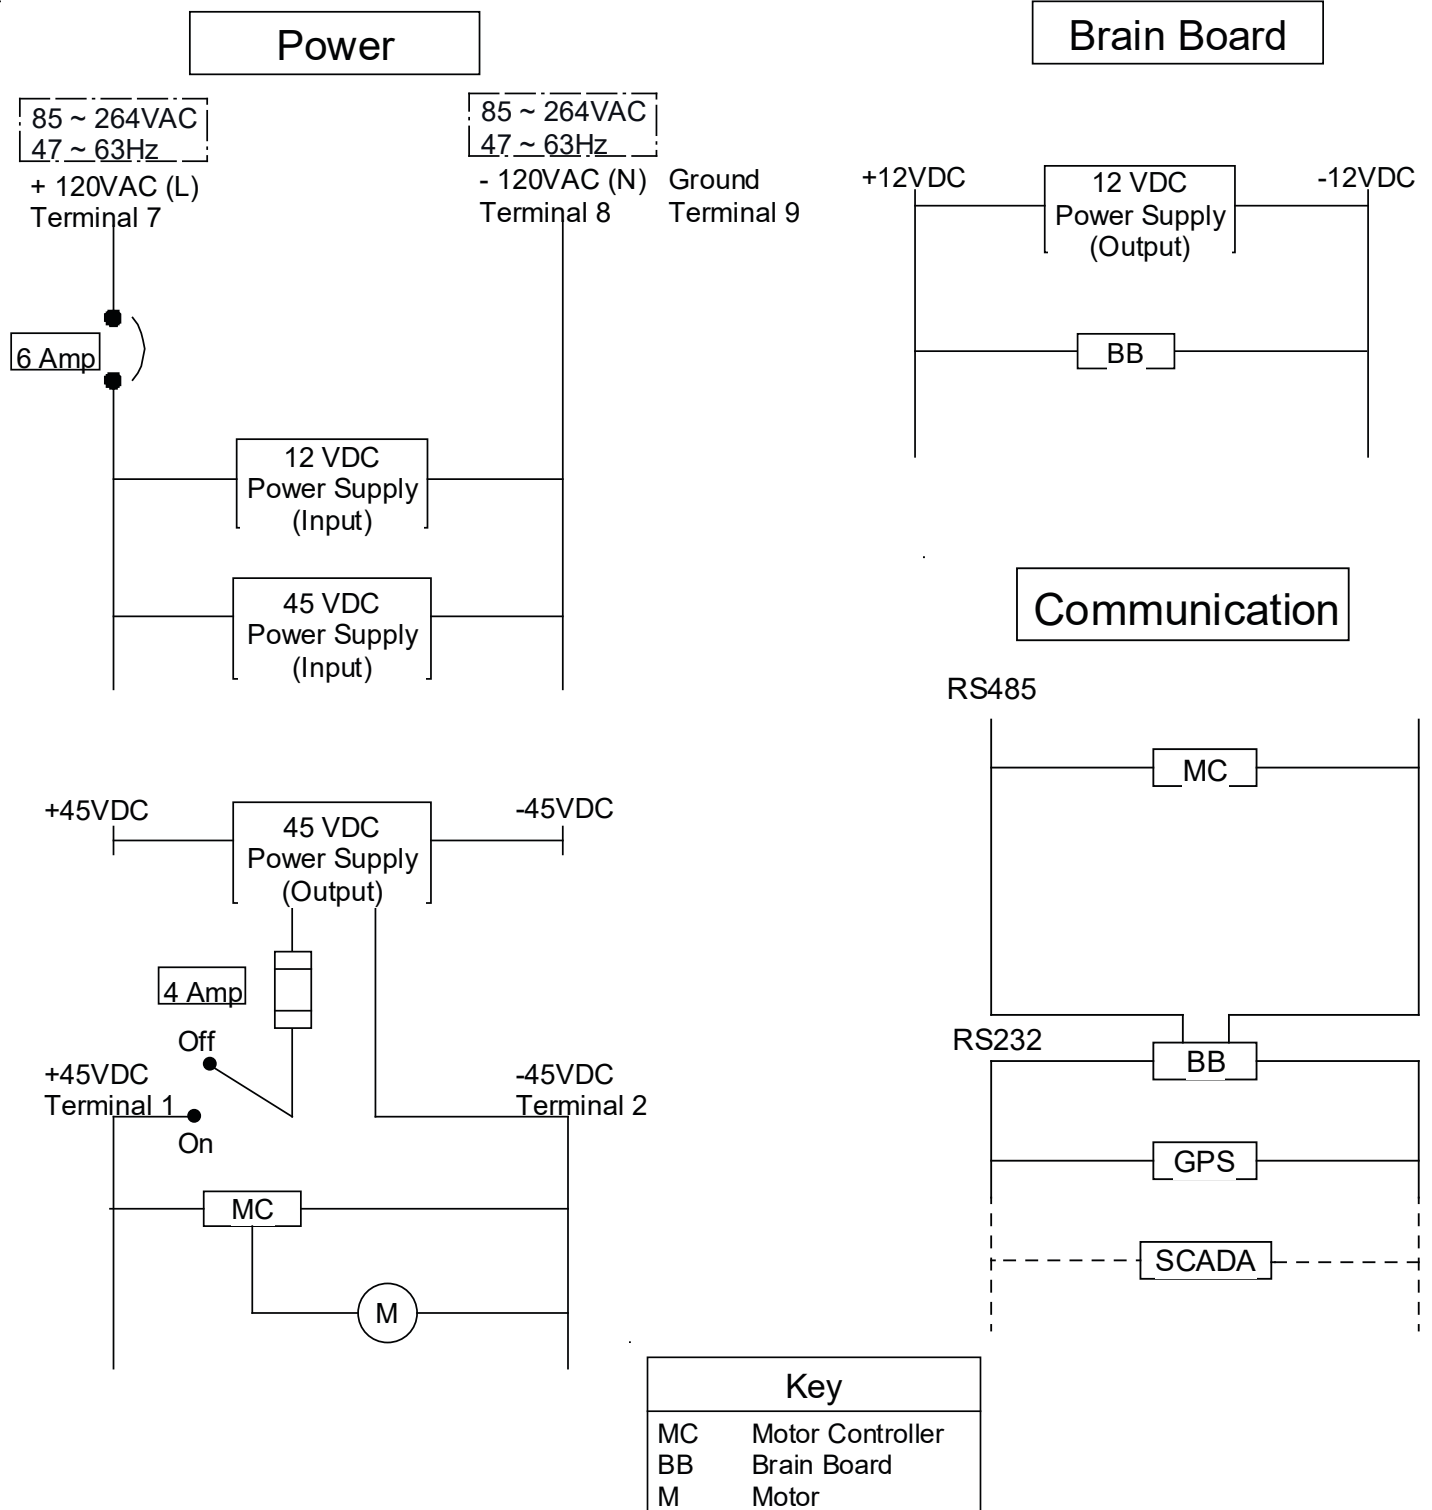 Power
85 ~ 264VAC
47 ~ 63Hz
+ 120VAC (L)
Terminal 7
85 ~ 264VAC
47 ~ 63Hz
- 120VAC (N)
Terminal 8
Ground
Terminal 9
6 Amp
12 VDC
Power Supply
(Input)
45 VDC
Power Supply
(Input)
+45VDC
45 VDC
Power Supply
(Output)
-45VDC
4 Amp
Off
+45VDC
Terminal 1
On
-45VDC
Terminal 2
MC
M
Brain Board
+12VDC
12 VDC
Power Supply
(Output)
-12VDC
BB
Communication
RS485
MC
RS232
BB
GPS
SCADA
Key
MC Motor Controller
BB Brain Board
M Motor